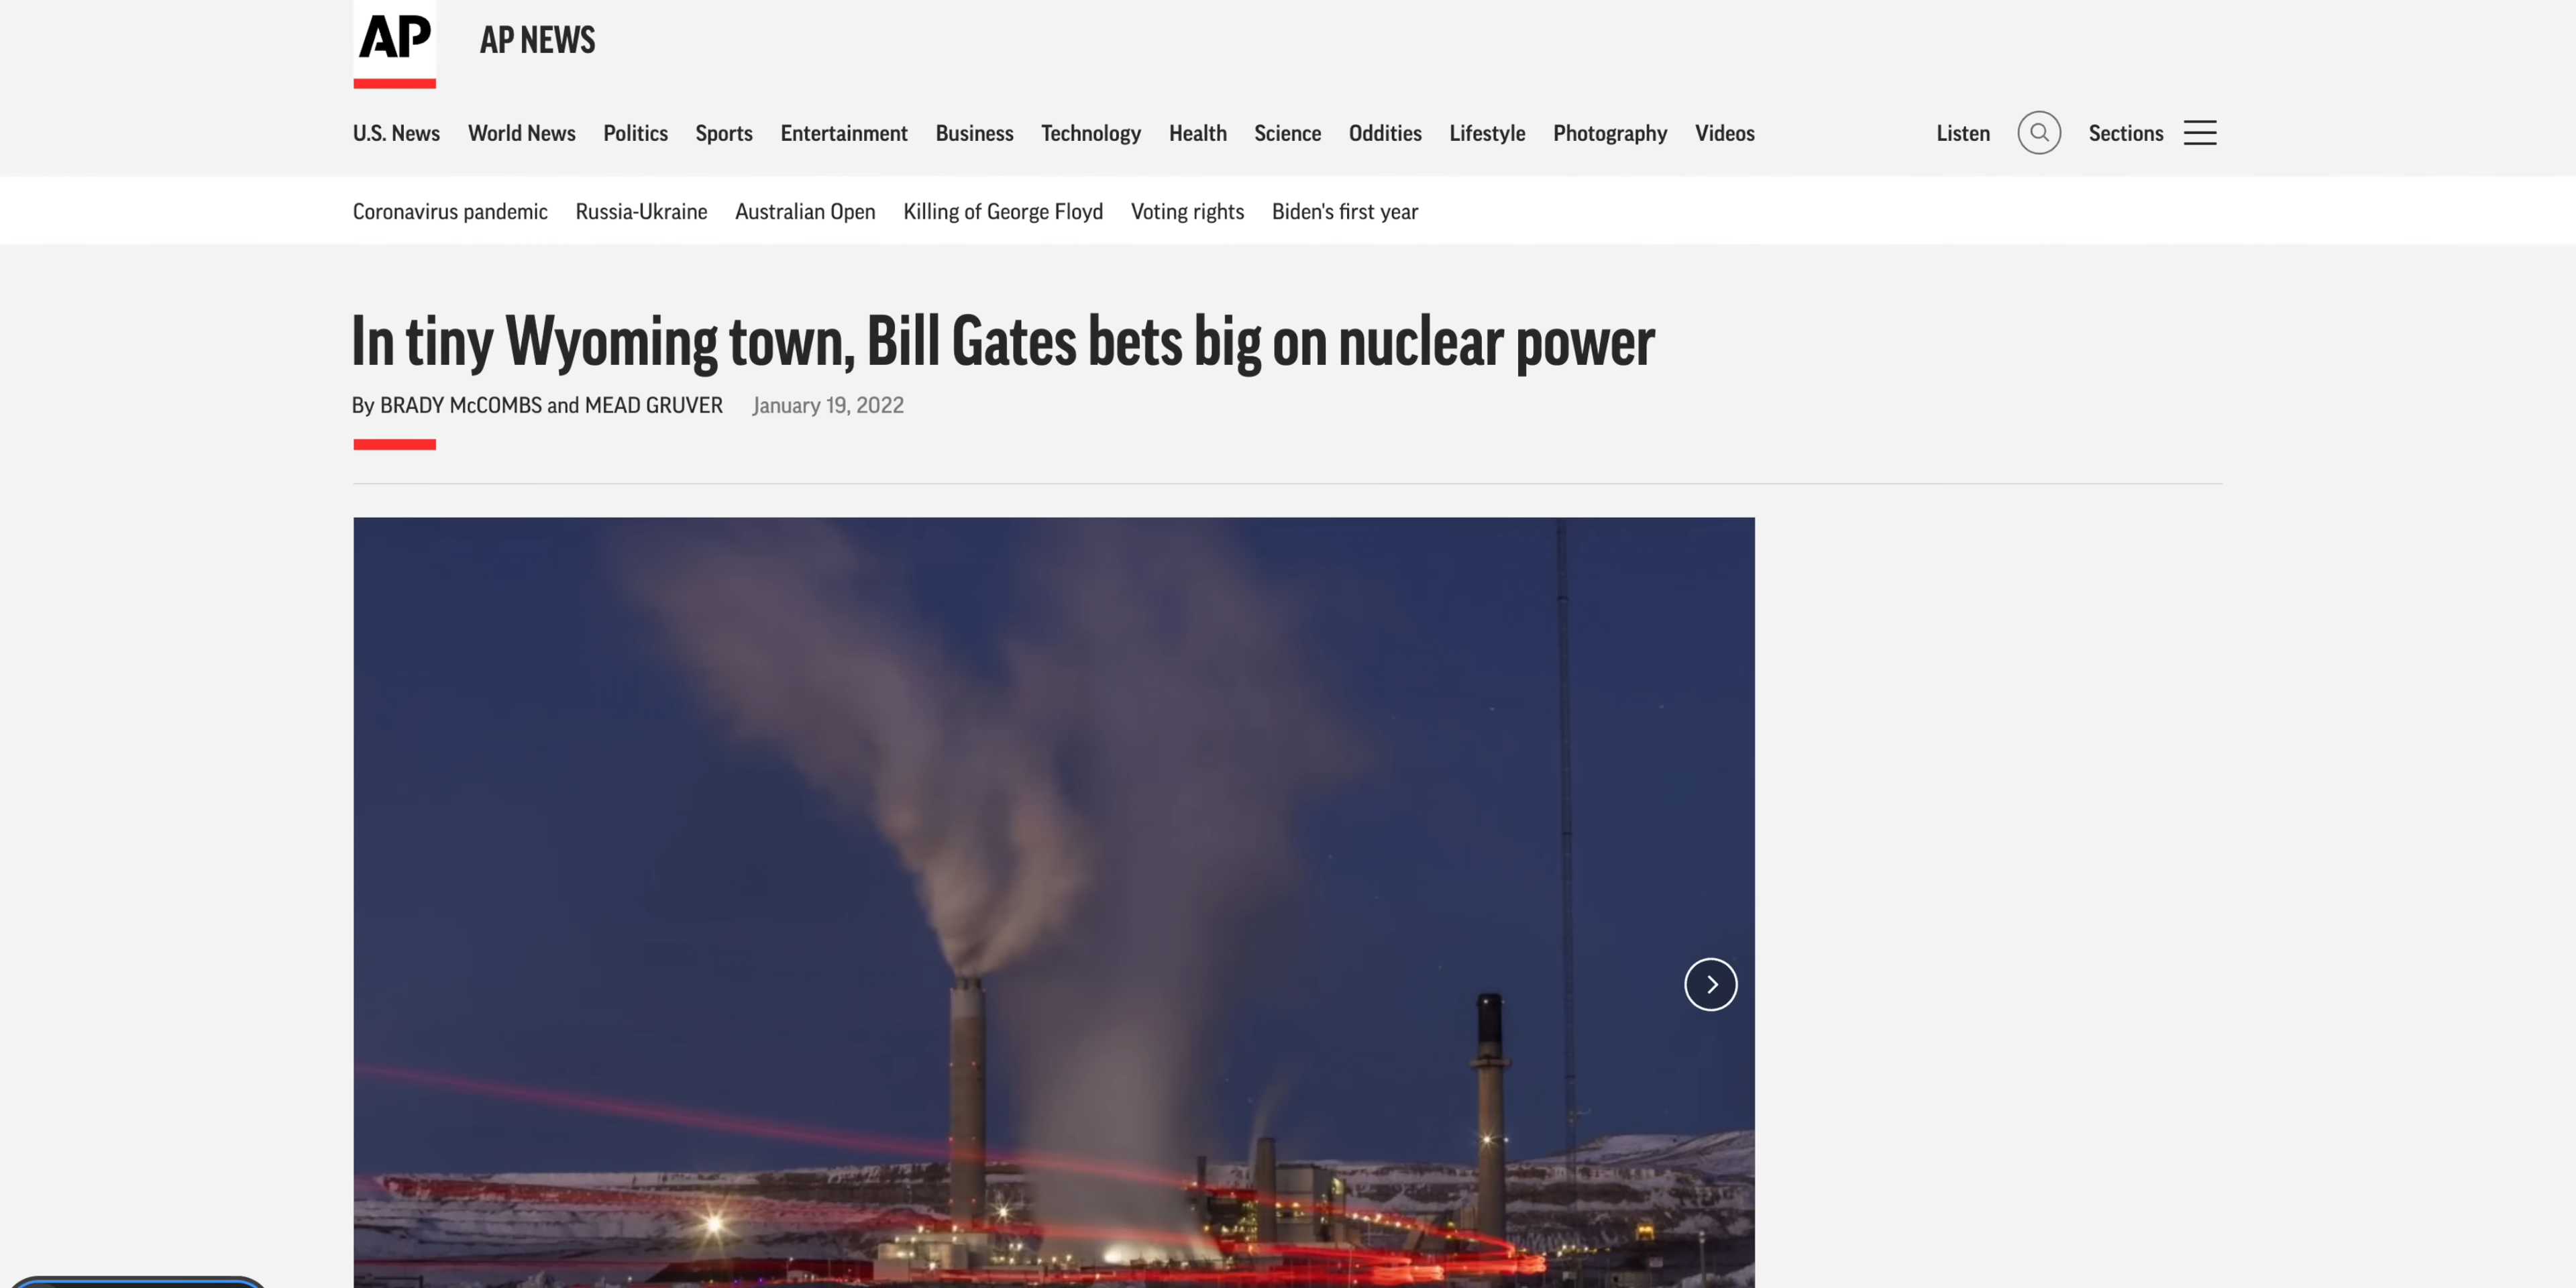 AP
AP NEWS
U.S. News World News Politics Sports Entertainment Business Technology Health Science Oddities Lifestyle Photography Videos Listen Sections
Coronavirus pandemic Russia-Ukraine Australian Open Killing of George Floyd Voting rights Biden's first year
In tiny Wyoming town, Bill Gates bets big on nuclear power
By BRADY McCOMBS and MEAD GRUVER January 19, 2022